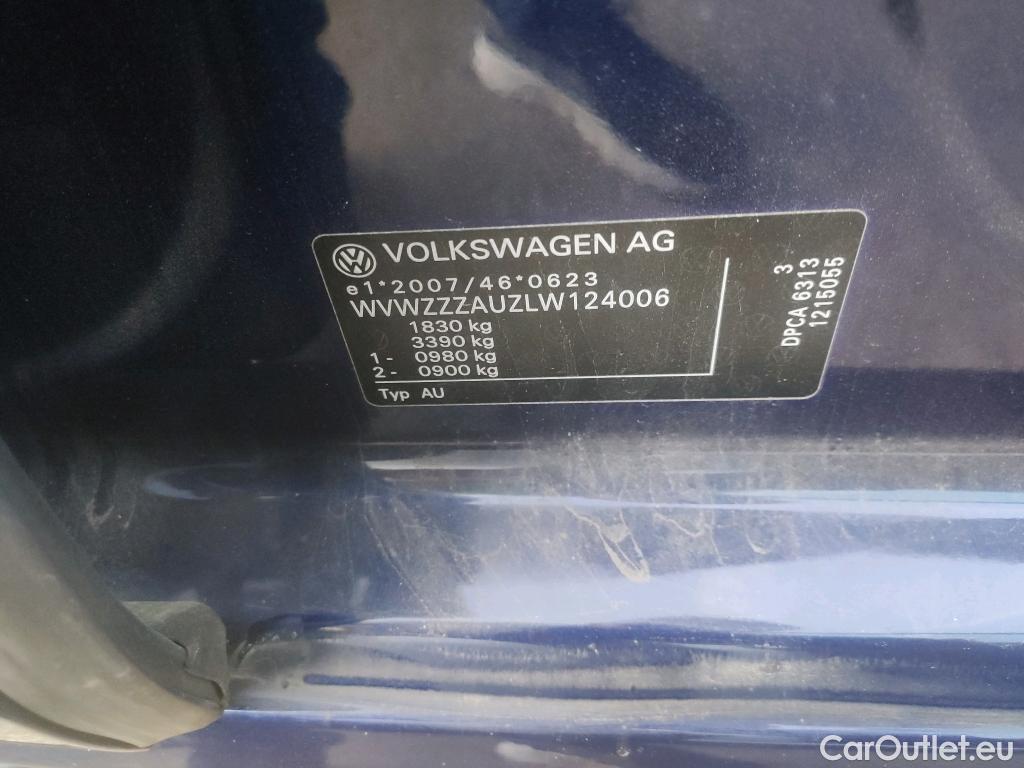 VOLKSWAGEN AG
e1*2007/46*0623
WVWZZZAUZLW124006
1830 kg
3390 kg
1- 0980 kg
2- 0900 kg
Typ AU
3
DPCA 6313
1215055
CarOutlet.eu